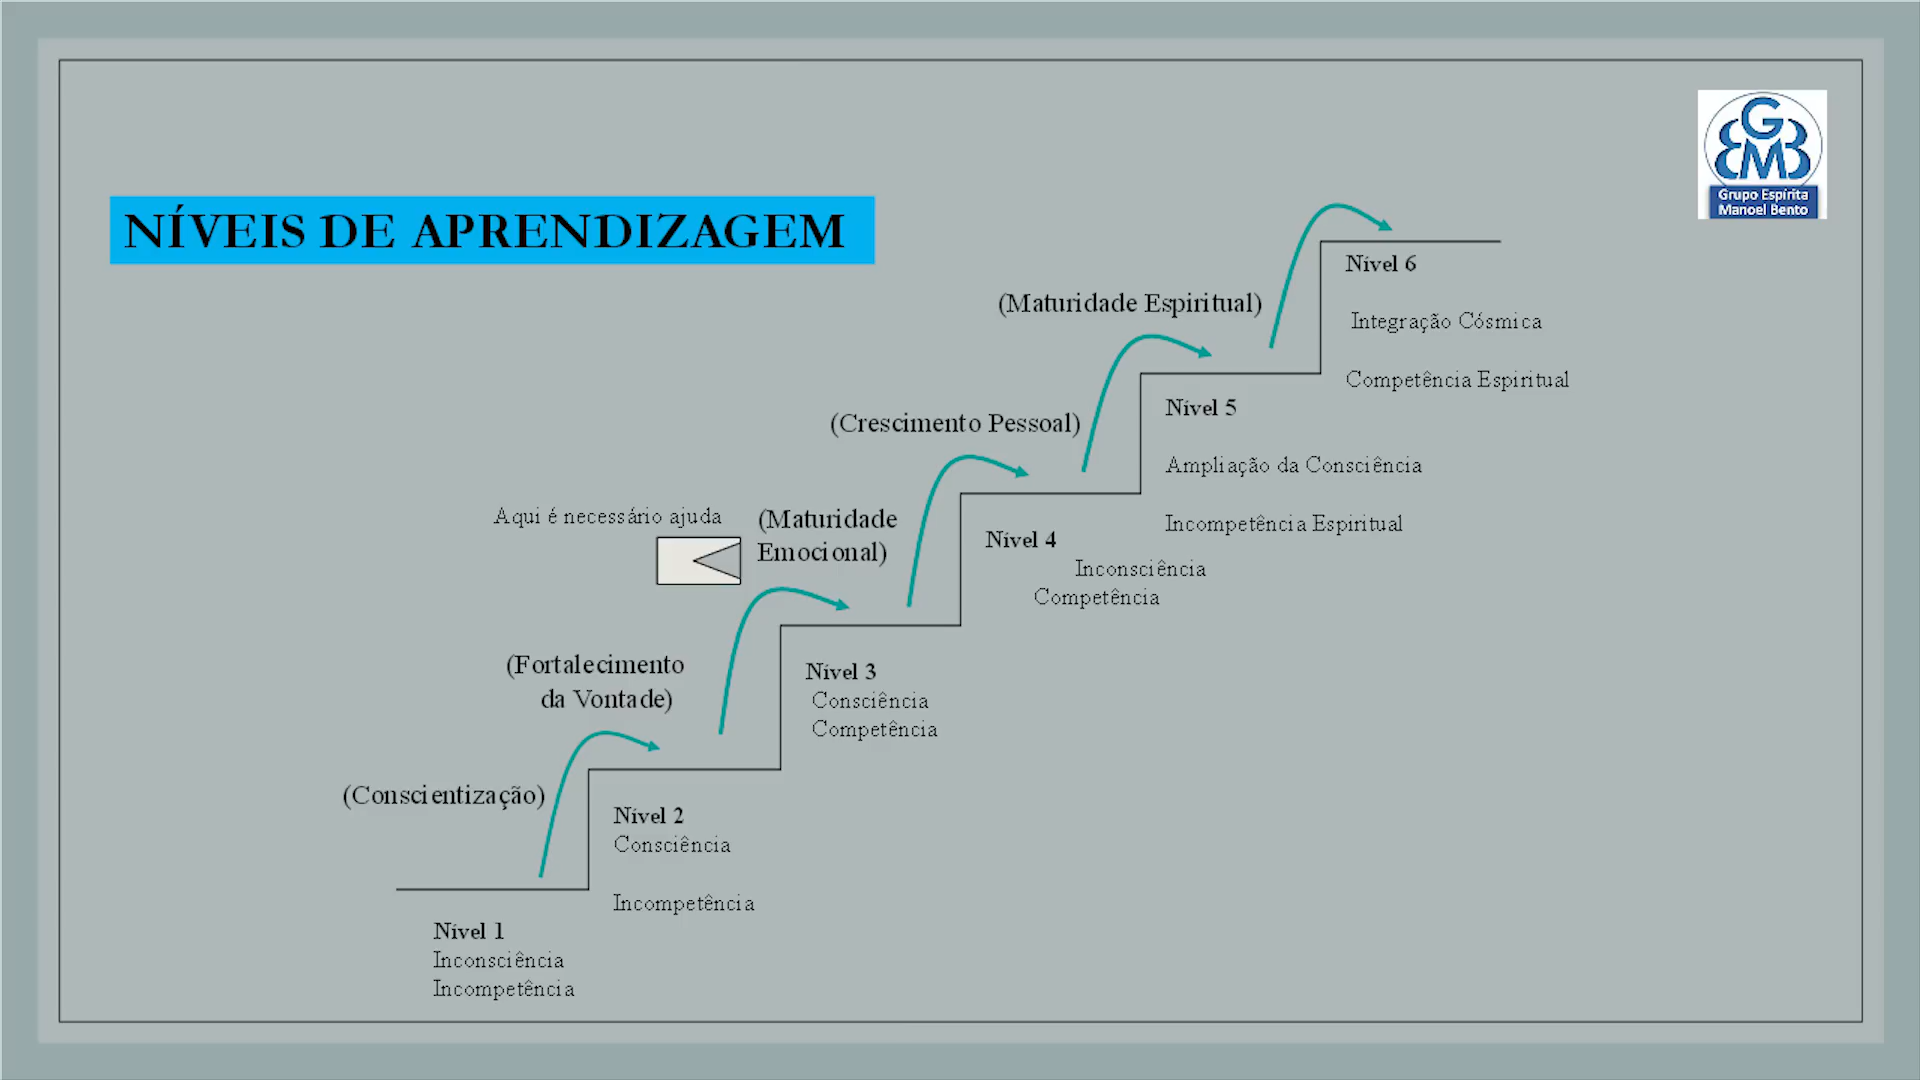 GEMB
Grupo Espírita
Manoel Bento
NÍVEIS DE APRENDIZAGEM
Nível 6
Integração Cósmica
Competência Espiritual
(Maturidade Espiritual)
Nível 5
Ampliação da Consciência
Incompetência Espiritual
(Crescimento Pessoal)
Nível 4
Inconsciência
Competência
Aqui é necessário ajuda
(Maturidade
Emocional)
Nível 3
Consciência
Competência
(Fortalecimento
da Vontade)
(Conscientização)
Nível 2
Consciência
Incompetência
Nível 1
Inconsciência
Incompetência